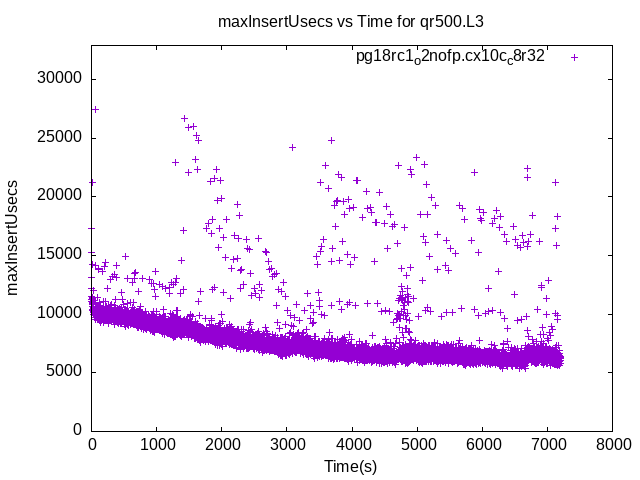 maxInsertUsecs vs Time for qr500.L3
pg18rc1o2nofp.cx10cc8r32
30000
25000
20000
15000
10000
5000
0
maxInsertUsecs
0 1000 2000 3000 4000 5000 6000 7000 8000
Time(s)